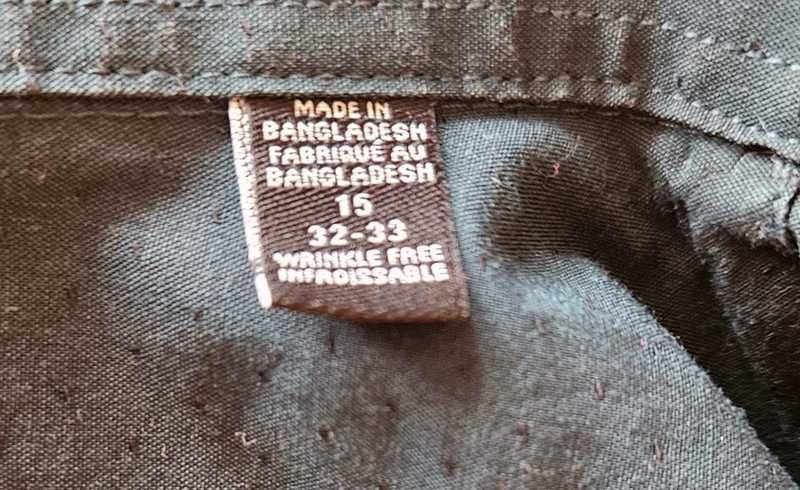 MADE IN
BANGLADESH
FABRIQUÉ AU
BANGLADESH
15
32-33
WRINKLE FREE
INFROISSABLE